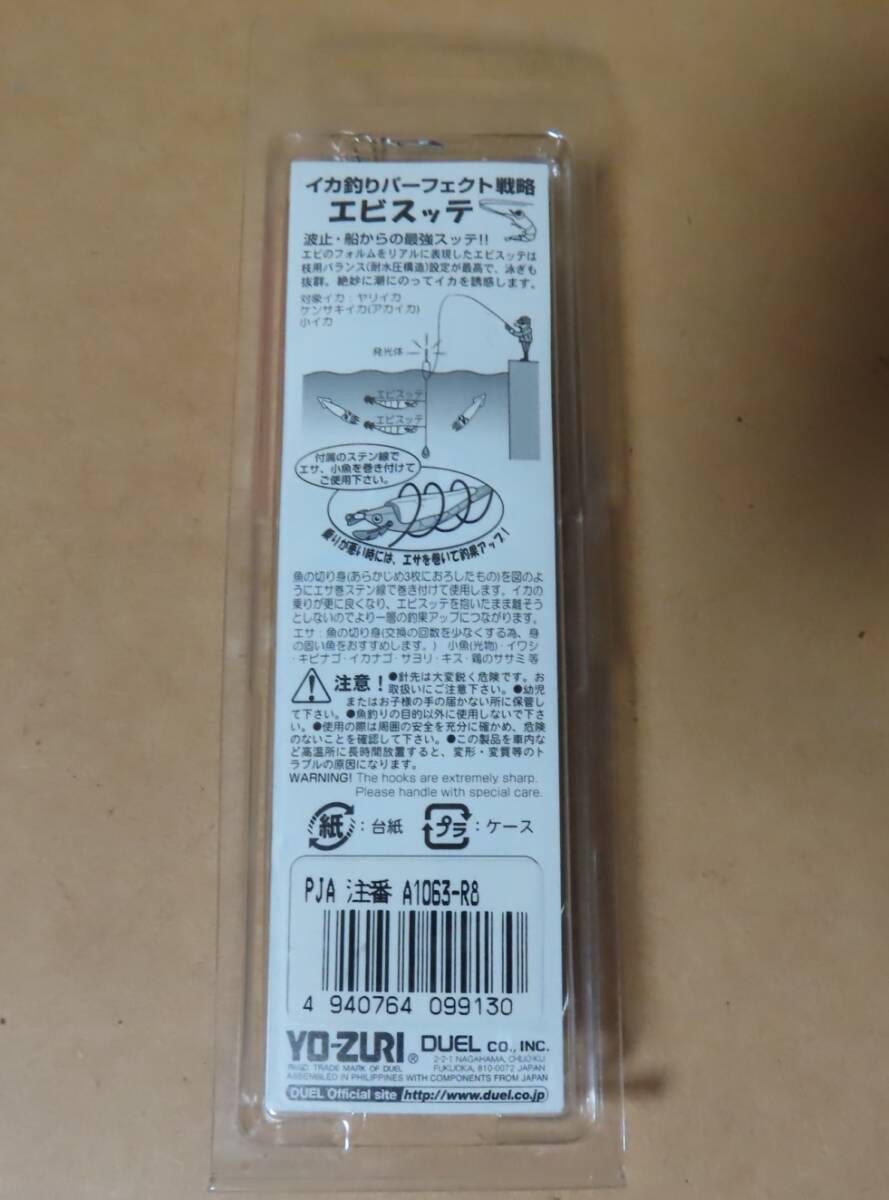 イカ釣りパーフェクト戦略
エビスッテ
波止・船からの最強スッテ!!
エビのフォルムをリアルに表現したエビスッテは
枝用バランス(耐水圧構造)設定が最高で、泳ぎも
抜群。絶妙に潮にのってイカを誘惑します。
対象イカ:ヤリイカ
ケンサキイカ(アカイカ)
小イカ
発光体
エビスッテ
エビスッテ
付属のステン線で
エサ、小魚を巻き付けて
ご使用下さい。
乗りが悪い時には、エサを巻いて釣果アップ!
魚の切り身(あらかじめ3枚におろしたもの)を図のよ
うにエサ巻ステン線で巻き付けて使用します。イカの
乗りが更に良くなり、エビスッテを抱いたまま離そう
としないのでより一層の釣果アップにつながります。
エサ:魚の切り身(交換の回数を少なくする為、身
の固い魚をおすすめします。) 小魚(光物)・イワシ
・キビナゴ・イカナゴ・サヨリ・キス・鶏のササミ等
注意!●針先は大変鋭く危険です。お
取扱いにご注意下さい。●幼児
またはお子様の手の届かない所に保管し
て下さい。●魚釣りの目的以外に使用しないで下さ
い。●使用の際は周囲の安全を充分に確かめ、危険
のないことを確認して下さい。●この製品を車内な
ど高温所に長時間放置すると、変形・変質等のト
ラブルの原因になります。
WARNING! The hooks are extremely sharp.
Please handle with special care.
紙:台紙 プラ:ケース
PJA 注番 A1063-R8
4 940764 099130
YO-ZURI® DUEL CO., INC.
REGD. TRADE MARK OF DUEL 2-2-1 NAGAHAMA, CHUO-KU
FUKUOKA, 810-0072 JAPAN
ASSEMBLED IN PHILIPPINES WITH COMPONENTS FROM JAPAN
DUEL Official site http://www.duel.co.jp